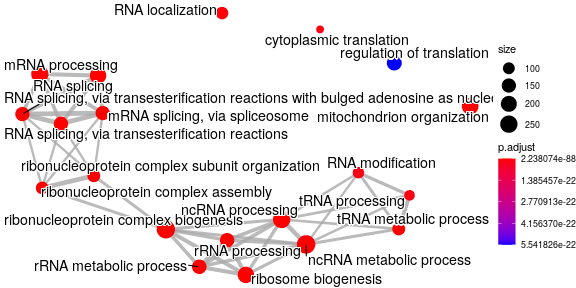 RNA localization
cytoplasmic translation
regulation of translation
mRNA processing
RNA splicing
RNA splicing, via transesterification reactions with bulged adenosine as nucle
mRNA splicing, via spliceosome
mitochondrion organization
RNA splicing, via transesterification reactions
ribonucleoprotein complex subunit organization
RNA modification
ribonucleoprotein complex assembly
tRNA processing
ncRNA processing
ribonucleoprotein complex biogenesis
tRNA metabolic process
rRNA processing
ncRNA metabolic process
rRNA metabolic process
ribosome biogenesis
size
100
150
200
250
p.adjust
2.238074e-88
1.385457e-22
2.770913e-22
4.156370e-22
5.541826e-22